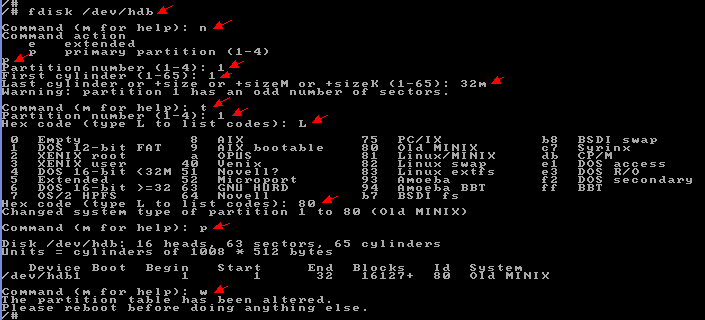 /#
/# fdisk /dev/hdb
Command (m for help): n
Command action
e extended
p primary partition (1-4)
p
Partition number (1-4): 1
First cylinder (1-65): 1
Last cylinder or +size or +sizeM or +sizeK (1-65): 32m
Warning: partition 1 has an odd number of sectors.
Command (m for help): t
Partition number (1-4): 1
Hex code (type L to list codes): L
0 Empty 9 AIX 75 PC/IX b8 BSDI swap
1 DOS 12-bit FAT 9 AIX bootable 80 Old MINIX c7 Syrinx
2 XENIX root a OPUS 81 Linux/MINIX db CP/M
3 XENIX user 40 Venix 82 Linux swap e1 DOS access
4 DOS 16-bit <32M 51 Novell? 83 Linux extfs e3 DOS R/O
5 Extended 52 Microport 93 Amoeba f2 DOS secondary
6 DOS 16-bit >=32 63 GNU HURD 94 Amoeba BBT ff BBT
7 OS/2 HPFS 64 Novell b7 BSDI fs
Hex code (type L to list codes): 80
Changed system type of partition 1 to 80 (Old MINIX)
Command (m for help): p
Disk /dev/hdb: 16 heads, 63 sectors, 65 cylinders
Units = cylinders of 1008 * 512 bytes
Device Boot Begin Start End Blocks Id System
/dev/hdb1 1 1 32 16127+ 80 Old MINIX
Command (m for help): w
The partition table has been altered.
Please reboot before doing anything else.
/#